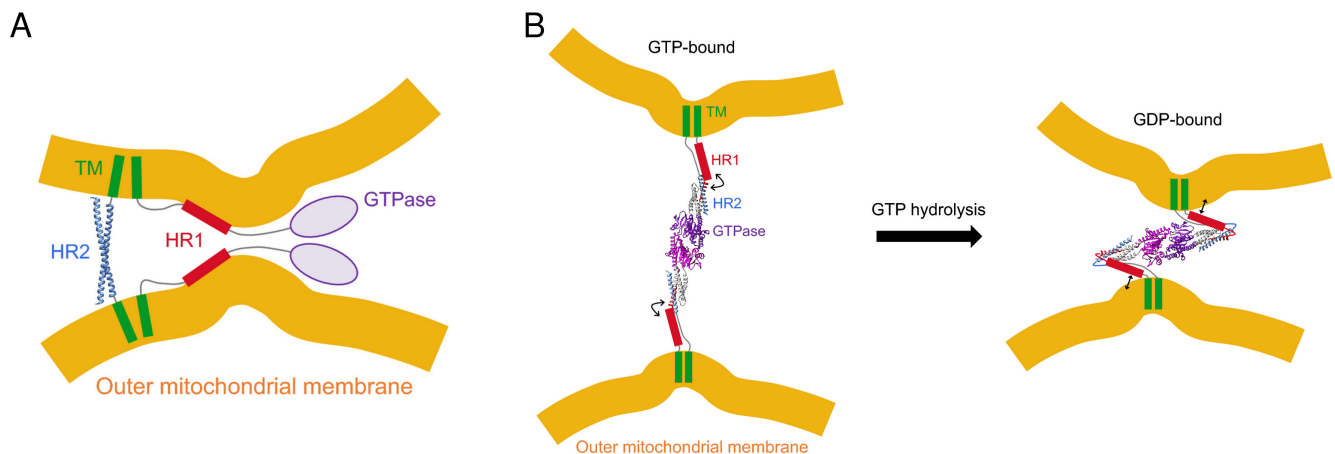 A
TM
GTPase
HR2
HR1
Outer mitochondrial membrane
B
GTP-bound
TM
HR1
HR2
GTPase
Outer mitochondrial membrane
GTP hydrolysis
GDP-bound